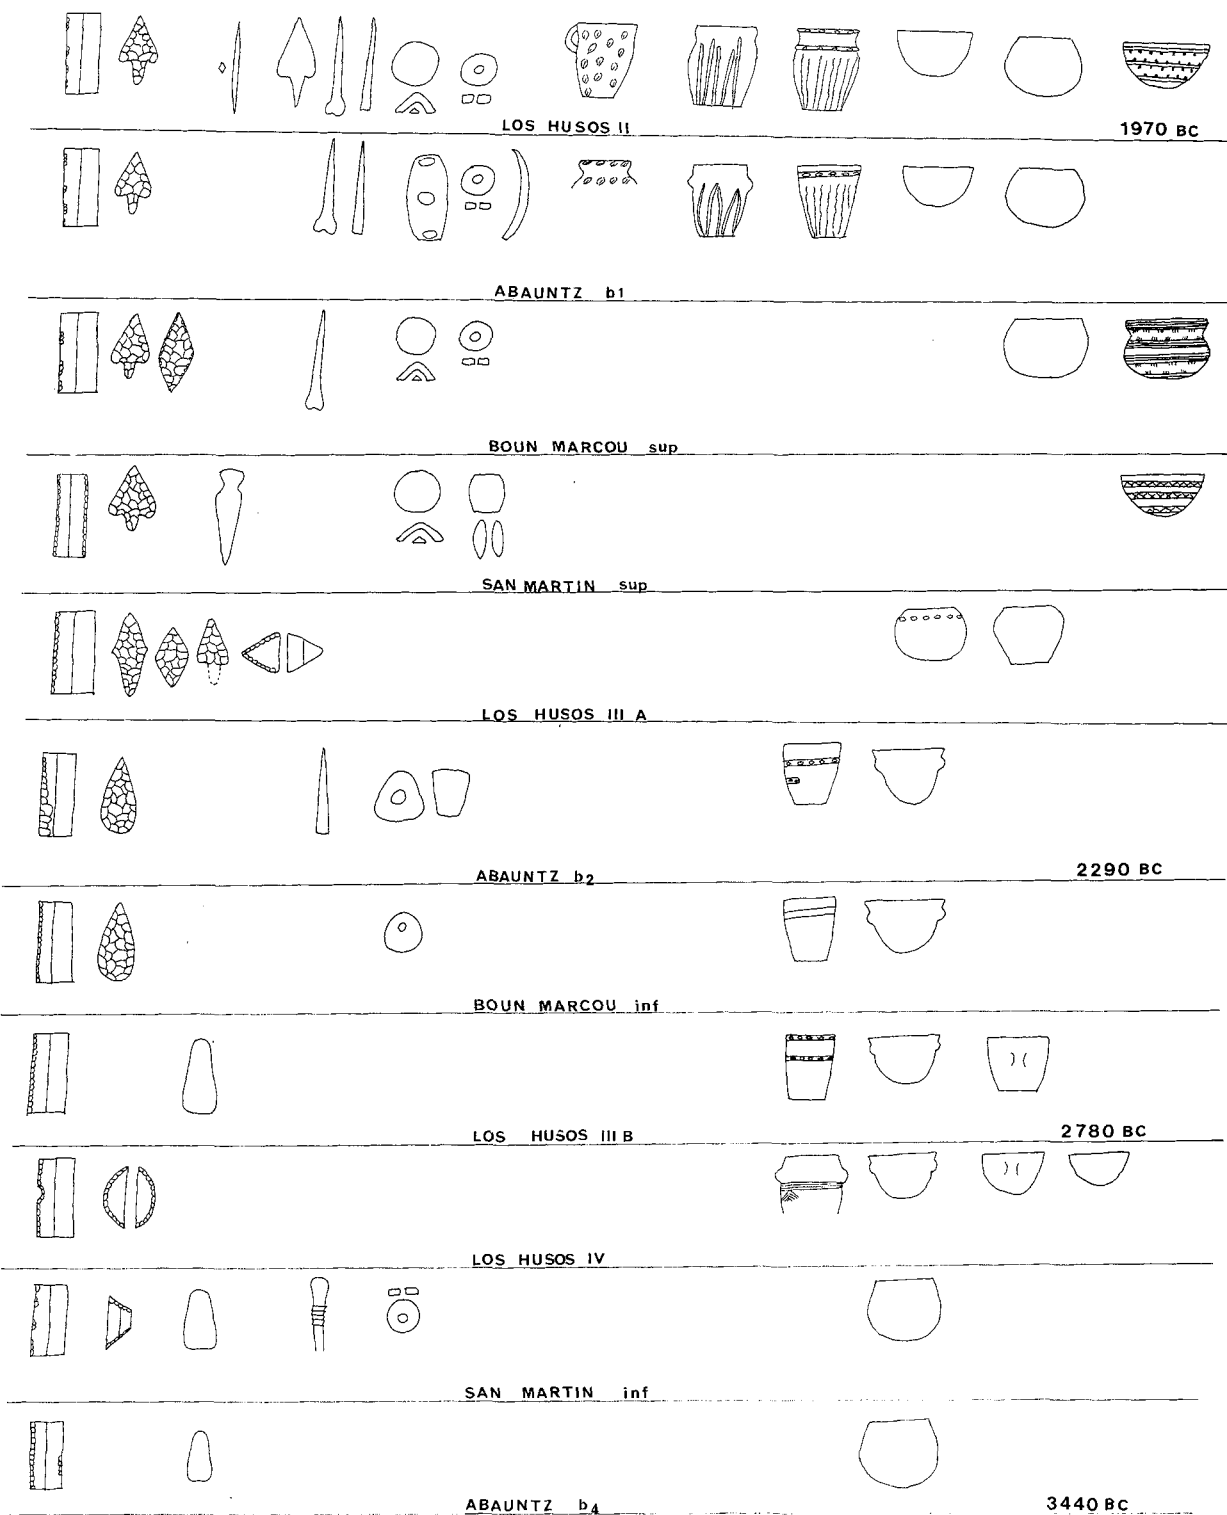 LOS HUSOS II 1970 BC
ABAUNTZ b1
BOUN MARCOU sup
SAN MARTIN sup
LOS HUSOS III A
ABAUNTZ b2 2290 BC
BOUN MARCOU inf
LOS HUSOS III B 2780 BC
LOS HUSOS IV
SAN MARTIN inf
ABAUNTZ b4 3440 BC